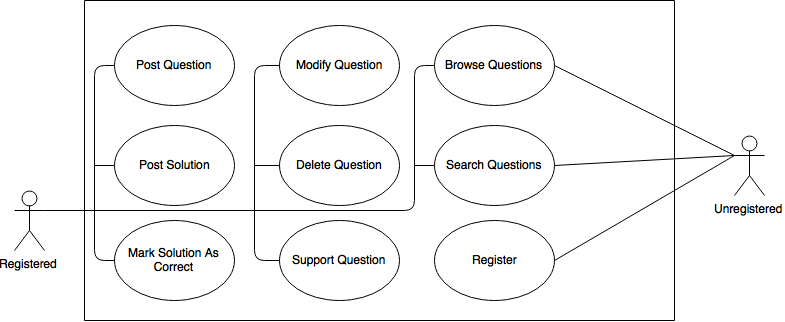 Post Question
Modify Question
Browse Questions
Post Solution
Delete Question
Search Questions
Unregistered
Registered
Mark Solution As
Correct
Support Question
Register